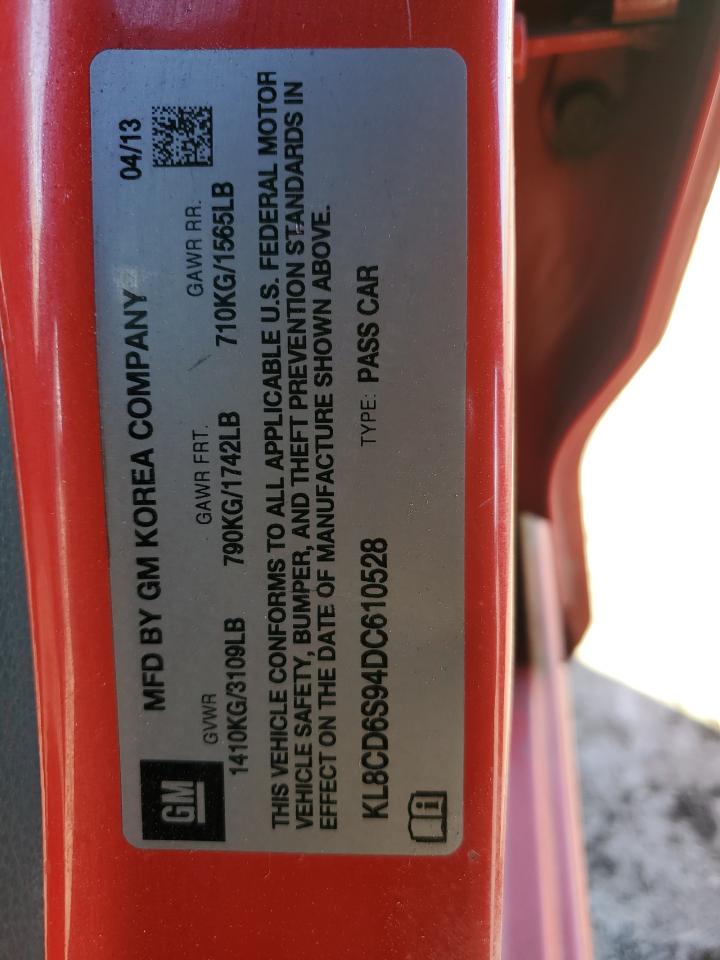 MFD BY GM KOREA COMPANY 04/13
GVWR GAWR FRT. GAWR RR.
1410KG/3109LB 790KG/1742LB 710KG/1565LB
THIS VEHICLE CONFORMS TO ALL APPLICABLE U.S. FEDERAL MOTOR
VEHICLE SAFETY, BUMPER, AND THEFT PREVENTION STANDARDS IN
EFFECT ON THE DATE OF MANUFACTURE SHOWN ABOVE.
KL8CD6S94DC610528 TYPE: PASS CAR
GM
i